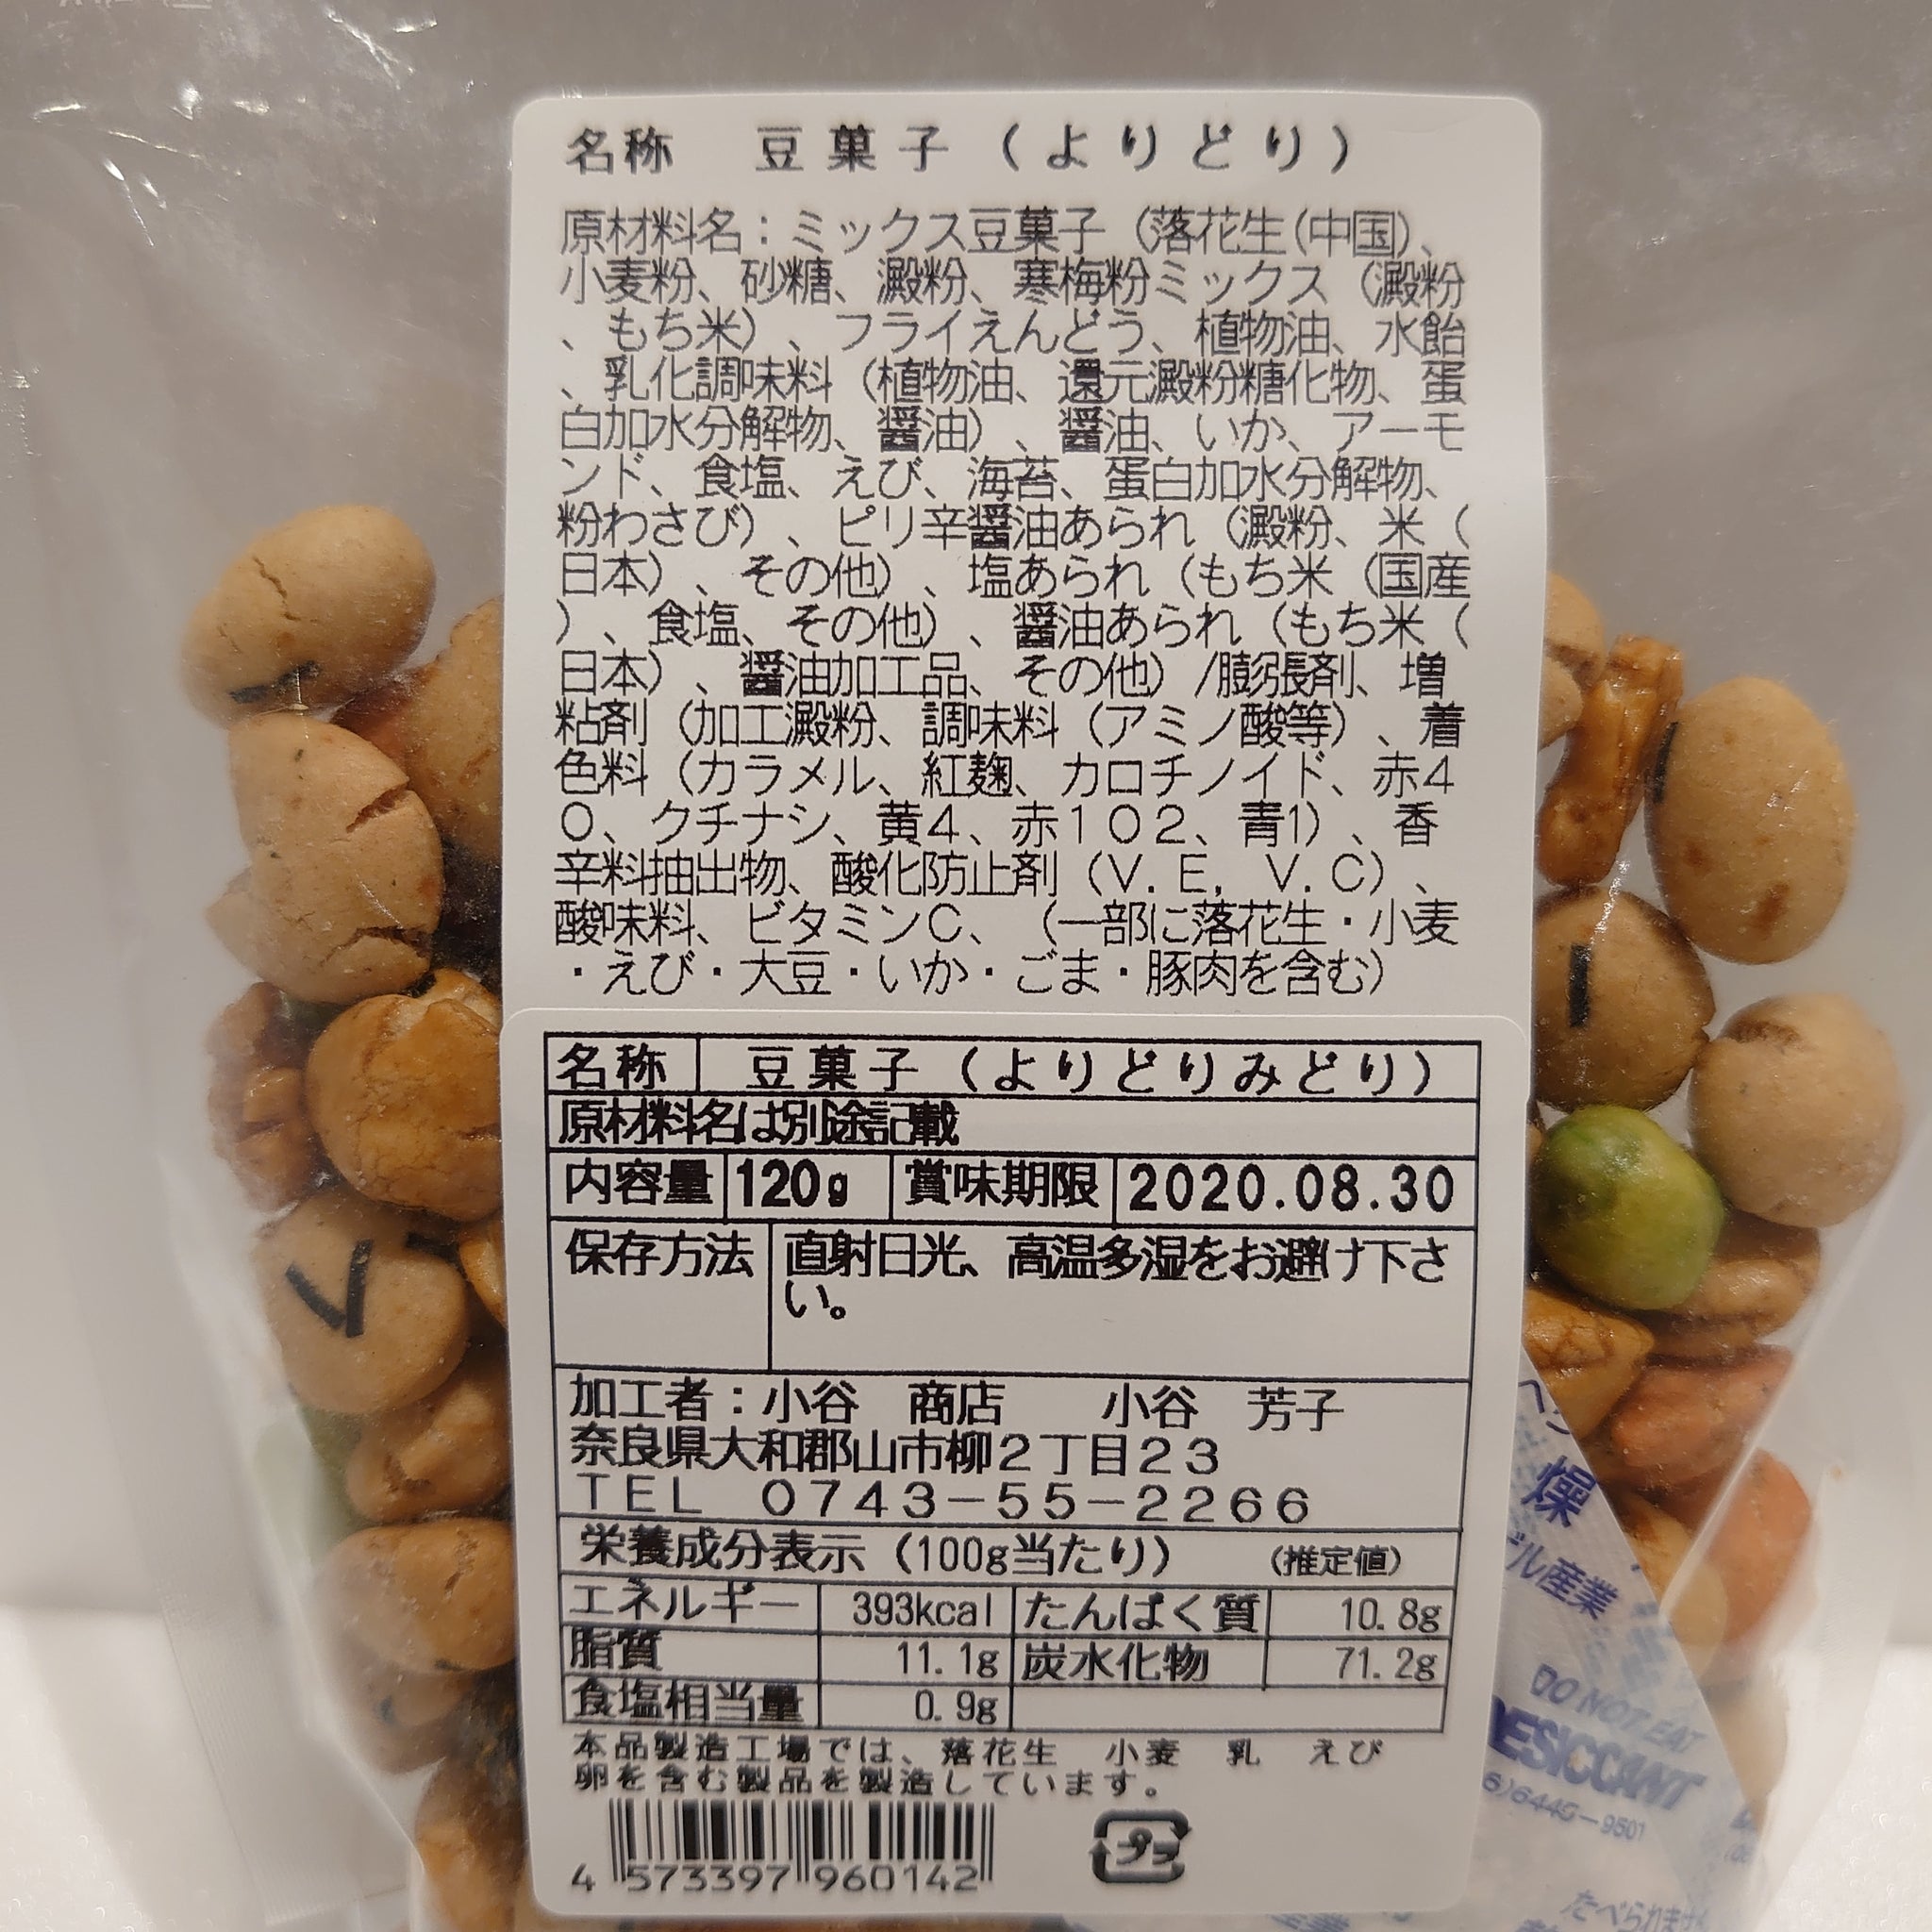 名称　豆菓子（よりどり）
原材料名：ミックス豆菓子（落花生(中国)、
小麦粉、砂糖、澱粉、寒梅粉ミックス（澱粉
、もち米）、フライえんどう、植物油、水飴
、乳化調味料（植物油、還元澱粉糖化物、蛋
白加水分解物、醤油）、醤油、いか、アーモ
ンド、食塩、えび、海苔、蛋白加水分解物、
粉わさび）、ピリ辛醤油あられ（澱粉、米（
日本）、その他）、塩あられ（もち米（国産
）、食塩、その他）、醤油あられ（もち米（
日本）、醤油加工品、その他）/膨張剤、増
粘剤（加工澱粉、調味料（アミノ酸等）、着
色料（カラメル、紅麹、カロチノイド、赤４
０、クチナシ、黄４、赤１０２、青1）、香
辛料抽出物、酸化防止剤（V.E, V.C）、
酸味料、ビタミンC、（一部に落花生・小麦
・えび・大豆・いか・ごま・豚肉を含む）
名称　豆菓子（よりどりみどり）
原材料名は別途記載
内容量 120g 賞味期限 2020.08.30
保存方法 直射日光、高温多湿をお避け下さ
い。
加工者：小谷　商店　　小谷　芳子
奈良県大和郡山市柳２丁目２３
TEL　０７４３－５５－２２６６
栄養成分表示（100g当たり）　（推定値）
エネルギー 393kcal たんぱく質 10.8g
脂質 11.1g 炭水化物 71.2g
食塩相当量 0.9g
本品製造工場では、落花生　小麦　乳　えび
卵を含む製品を製造しています。
4 573397 960142
プラ
燥
産業
DO NOT EAT
DESICCANT
6)6449-9501
たべられません